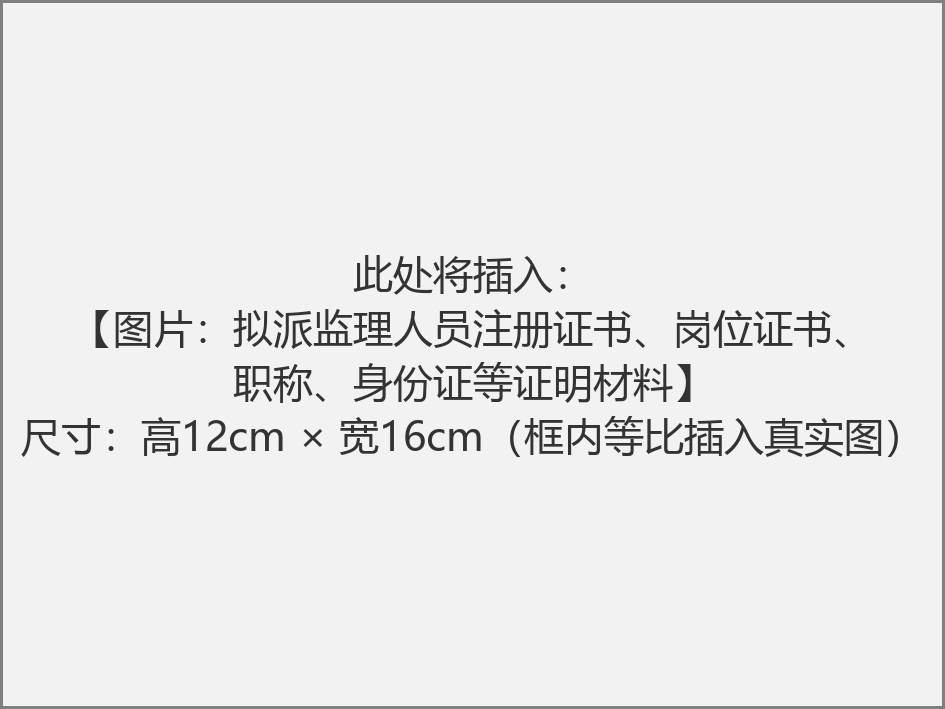 此处将插入：
【图片：拟派监理人员注册证书、岗位证书、
职称、身份证等证明材料】
尺寸：高12cm × 宽16cm（框内等比插入真实图）